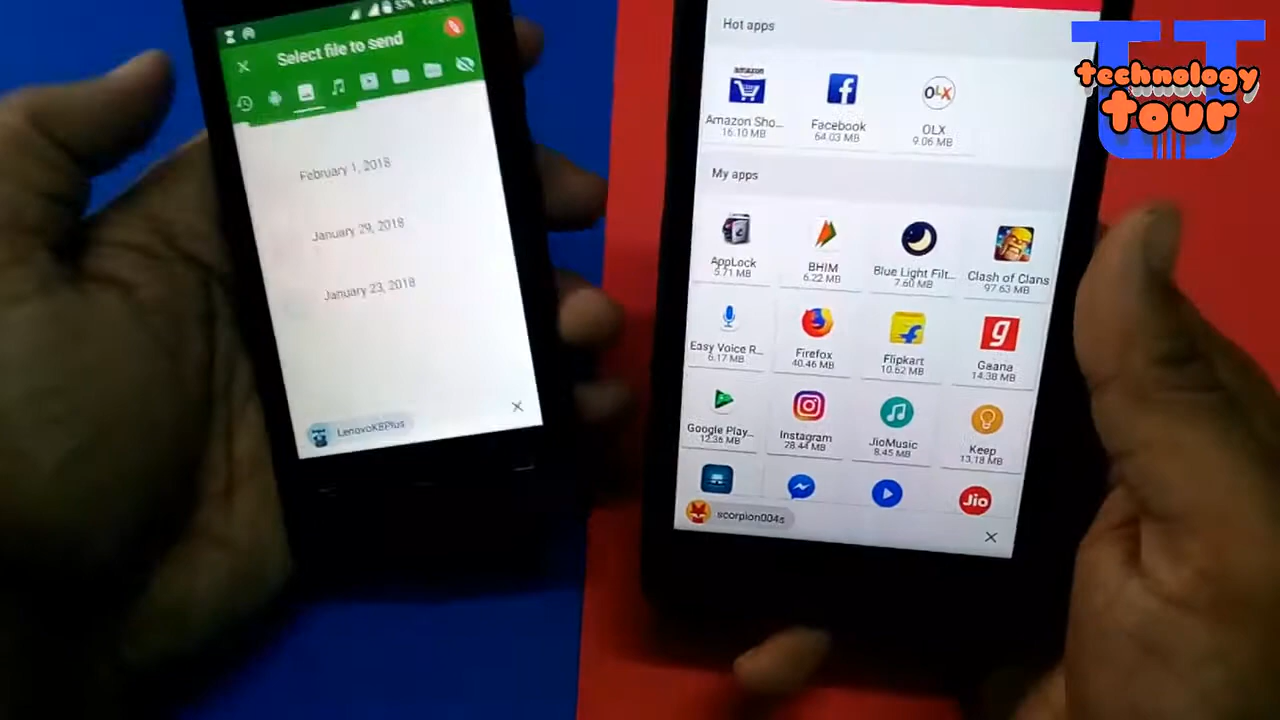 Select file to send
February 1, 2018
January 29, 2018
January 23, 2018
LenovoK8Plus
Hot apps
amazon
OLX
Amazon Sho...
Facebook
OLX
16.10 MB
64.03 MB
9.06 MB
My apps
AppLock
BHIM
Blue Light Filt...
Clash of Clans
5.71 MB
6.22 MB
7.60 MB
97.63 MB
g
Easy Voice R...
Firefox
Flipkart
Gaana
6.17 MB
40.46 MB
10.62 MB
14.38 MB
Google Play...
Instagram
JioMusic
Keep
12.36 MB
28.44 MB
8.45 MB
13.18 MB
Jio
scorpion004s
technology
tour